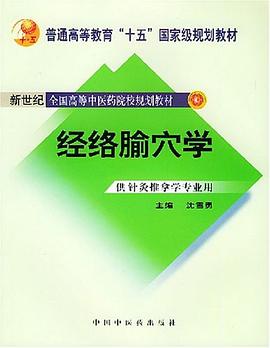 十·五
普通高等教育“十五”国家级规划教材
新世纪 全国高等中医药院校规划教材
经络腧穴学
供针灸推拿学专业用
主编 沈雪勇
中国中医药出版社